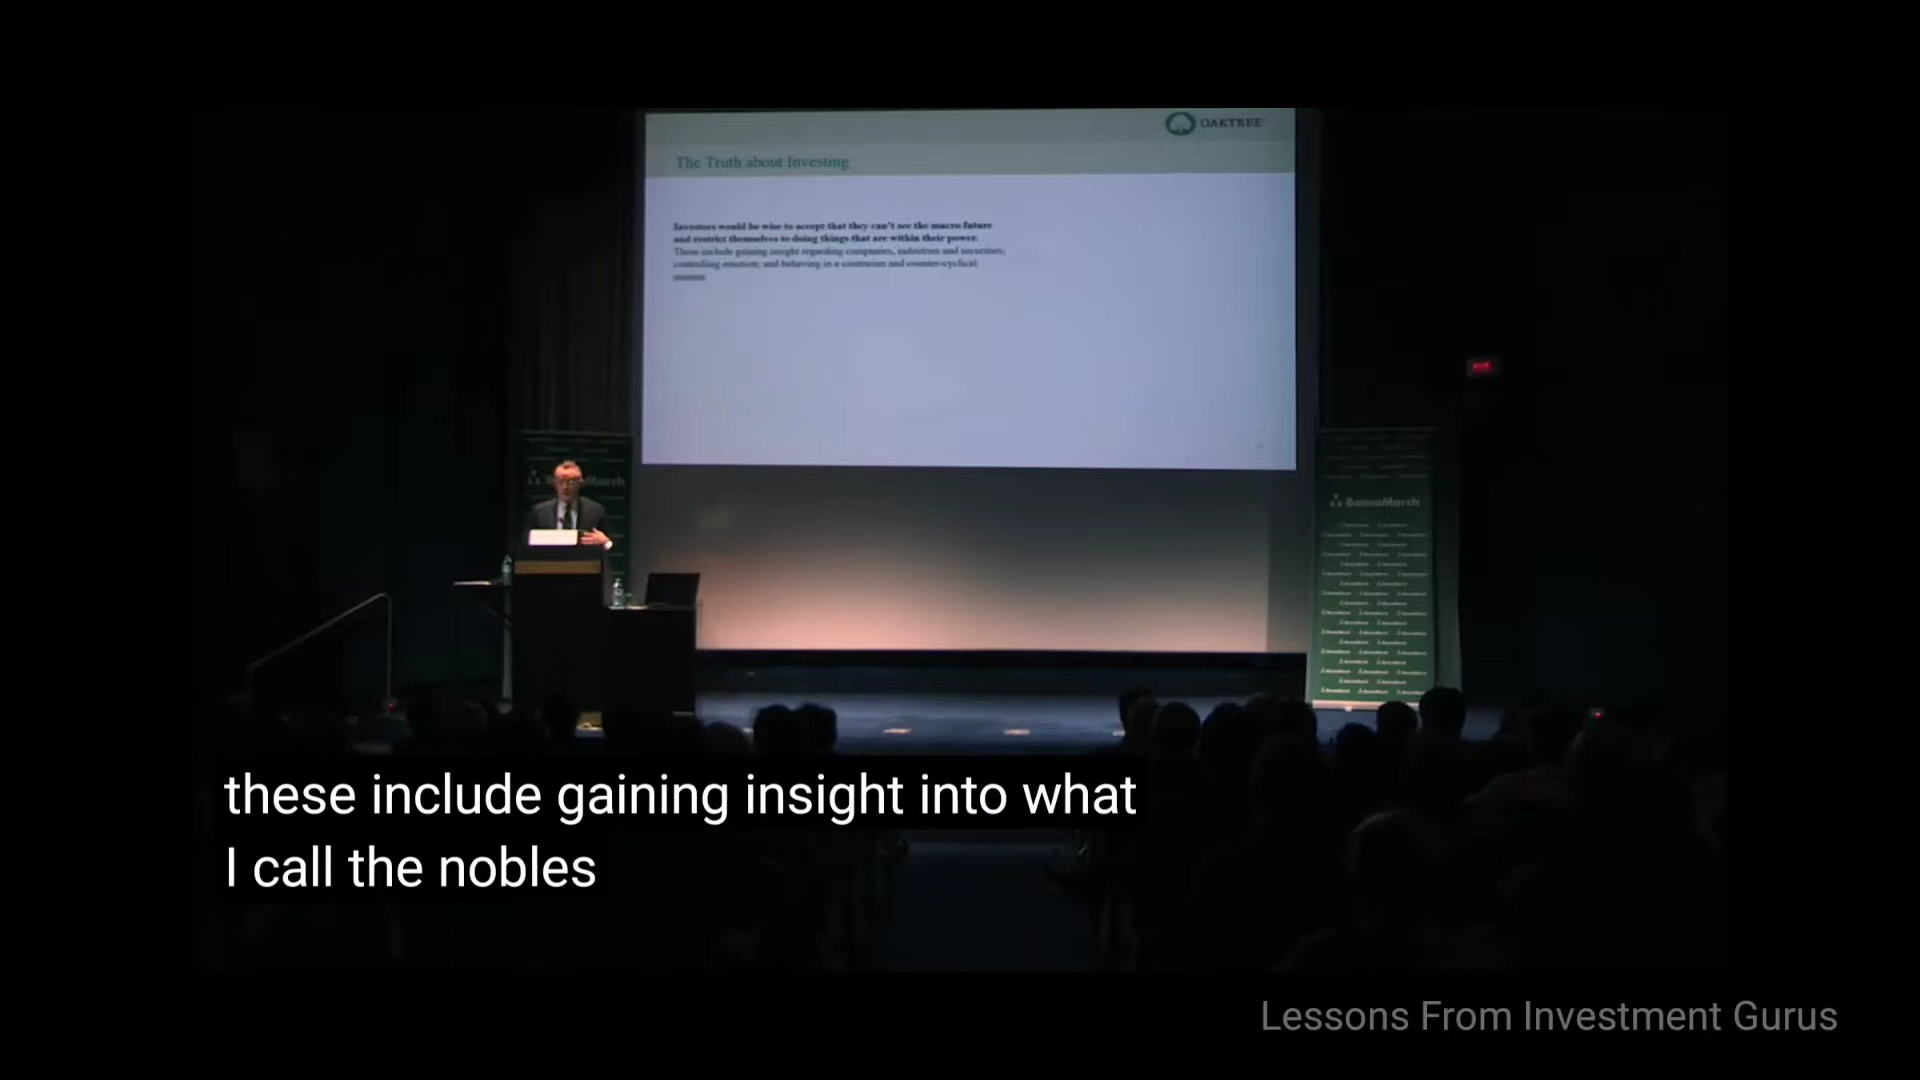 OAKTREE
The Truth about Investing
Investors would be wise to accept that they can't see the macro future
and restrict themselves to doing things that are within their power.
These include gaining insight regarding companies, industries and securities;
controlling emotion; and behaving in a contrarian and counter-cyclical
manner.
BancaMarch
BancaMarch
these include gaining insight into what
I call the nobles
Lessons From Investment Gurus